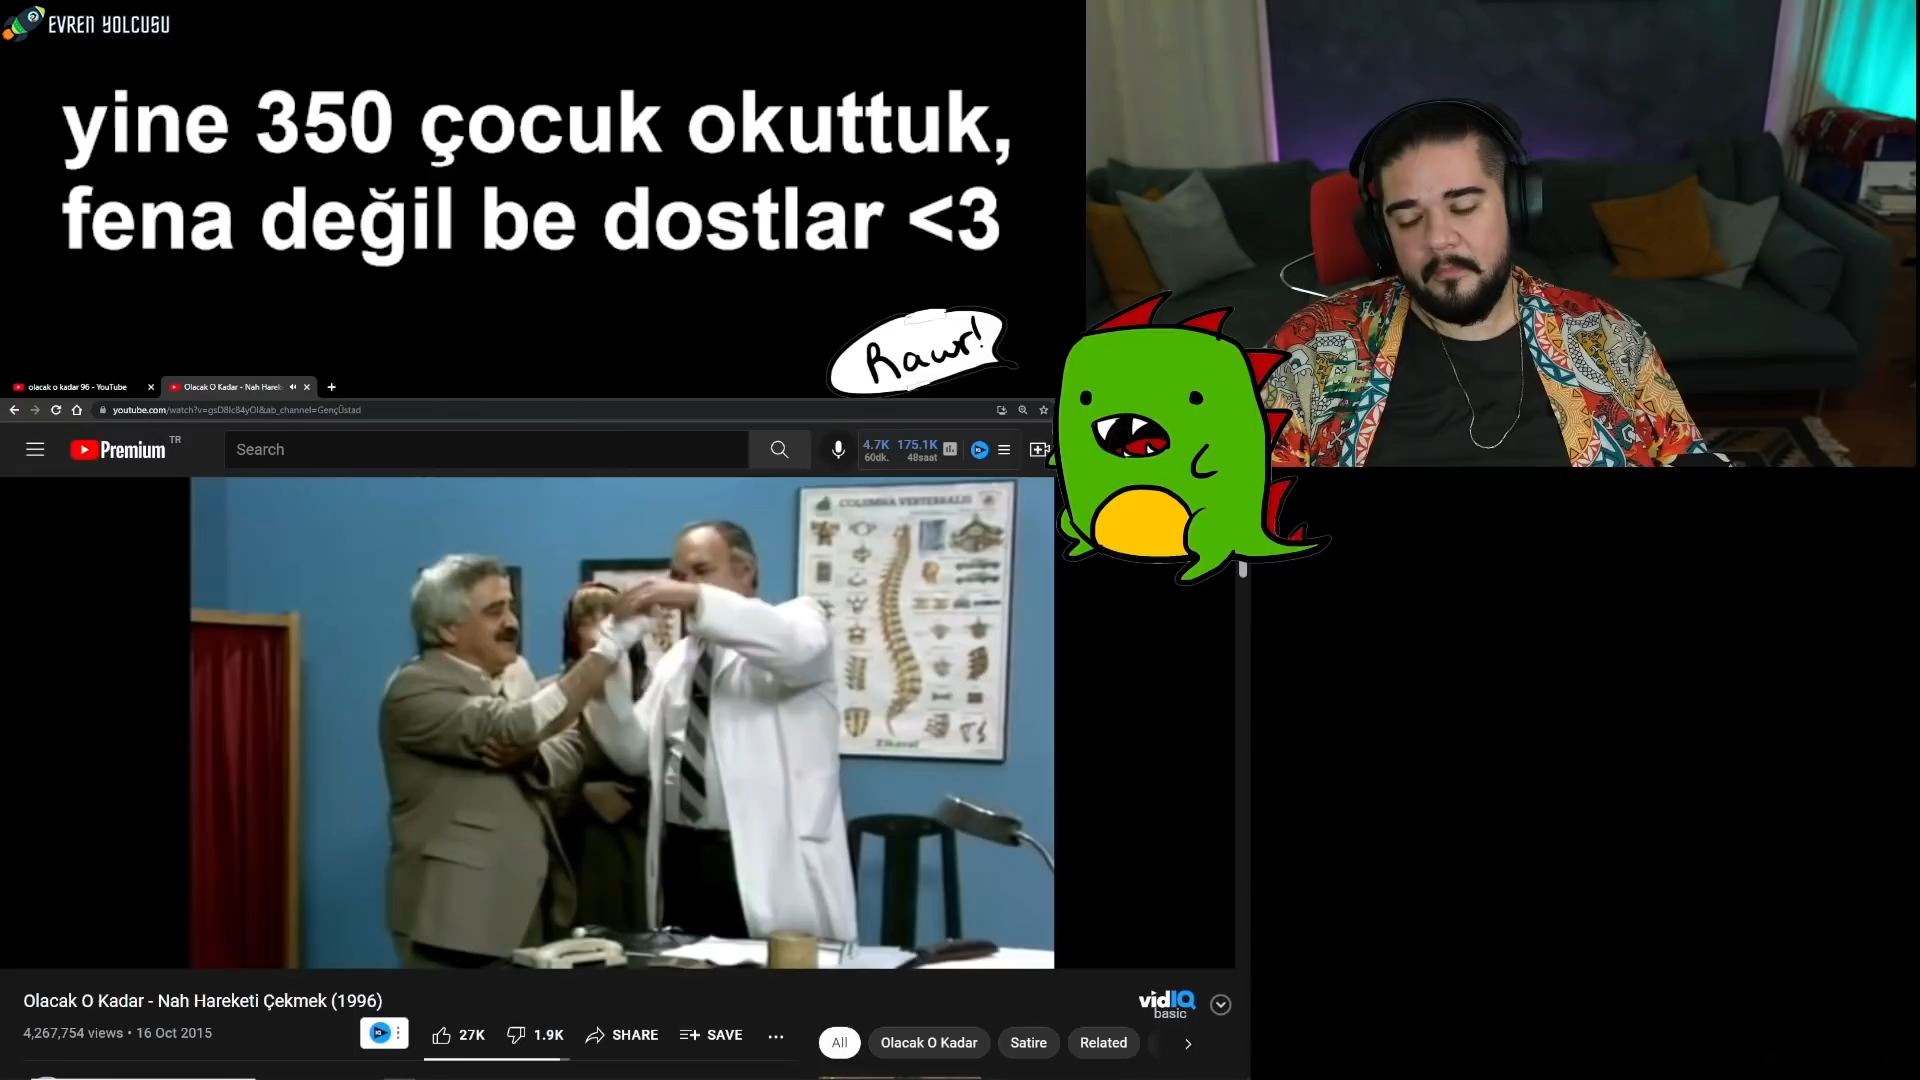 EVREN YOLCUSU
yine 350 çocuk okuttuk,
fena değil be dostlar <3
Rawr!
olacak o kadar 96 - YouTube
Olacak O Kadar - Nah Harek
youtube.com/watch?v=gsD8lc84yOI&ab_channel=GençÜstad
Premium TR
Search
4.7K 175.1K
60dk. 48saat
COLUMNA VERTEBRALIS
Olacak O Kadar - Nah Hareketi Çekmek (1996)
4,267,754 views • 16 Oct 2015
27K
1.9K
SHARE
SAVE
vidIQ
basic
All
Olacak O Kadar
Satire
Related